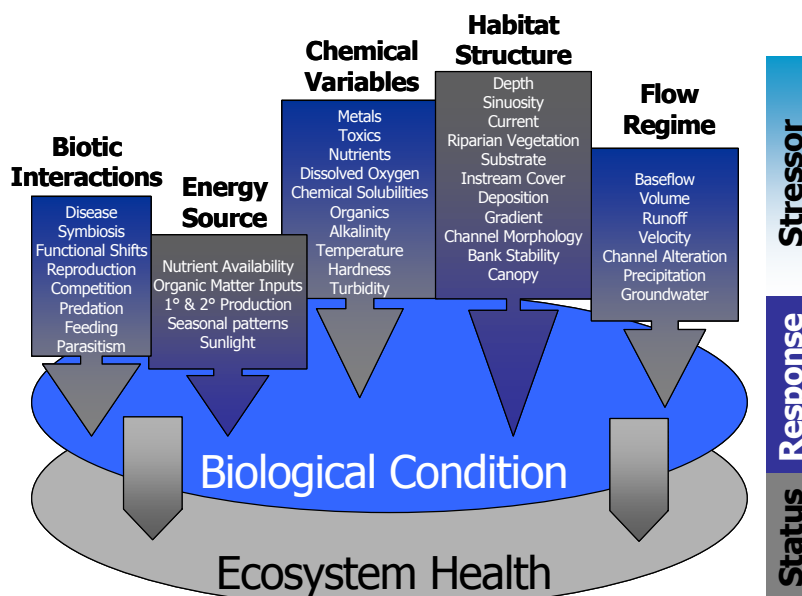 Biotic
Interactions
Disease
Symbiosis
Functional Shifts
Reproduction
Competition
Predation
Feeding
Parasitism
Energy
Source
Nutrient Availability
Organic Matter Inputs
1° & 2° Production
Seasonal patterns
Sunlight
Chemical
Variables
Metals
Toxics
Nutrients
Dissolved Oxygen
Chemical Solubilities
Organics
Alkalinity
Temperature
Hardness
Turbidity
Habitat
Structure
Depth
Sinuosity
Current
Riparian Vegetation
Substrate
Instream Cover
Deposition
Gradient
Channel Morphology
Bank Stability
Canopy
Flow
Regime
Baseflow
Volume
Runoff
Velocity
Channel Alteration
Precipitation
Groundwater
Biological Condition
Ecosystem Health
Stressor
Response
Status